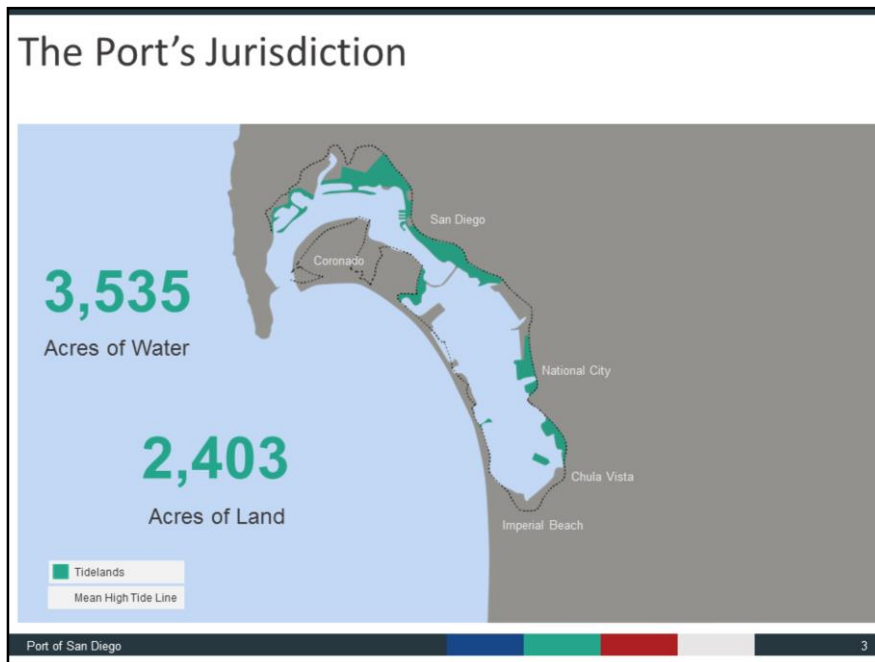 The Port's Jurisdiction
San Diego
Coronado
3,535
Acres of Water
National City
2,403
Acres of Land
Chula Vista
Imperial Beach
Tidelands
Mean High Tide Line
Port of San Diego
3